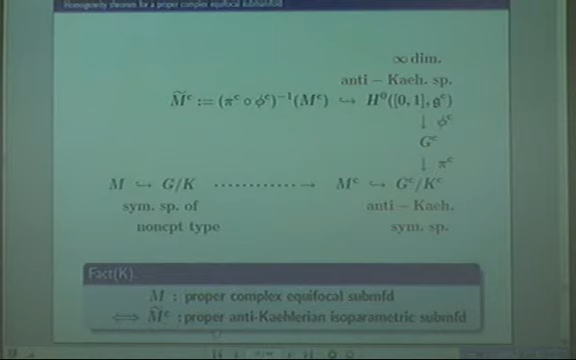 Homogeneity theorem for a proper complex equifocal submanifold
∞ dim.
anti − Kaeh. sp.
M̃ᶜ := (πᶜ ∘ ϕᶜ)⁻¹(Mᶜ) ↪ H⁰([0,1], 𝔤ᶜ)
↓ ϕᶜ
Gᶜ
↓ πᶜ
M ↪ G/K ⋯⋯⋯⋯→ Mᶜ ↪ Gᶜ/Kᶜ
sym. sp. of anti − Kaeh.
noncpt type sym. sp.
Fact(K).
M : proper complex equifocal submfd
⟺ M̃ᶜ : proper anti-Kaehlerian isoparametric submfd